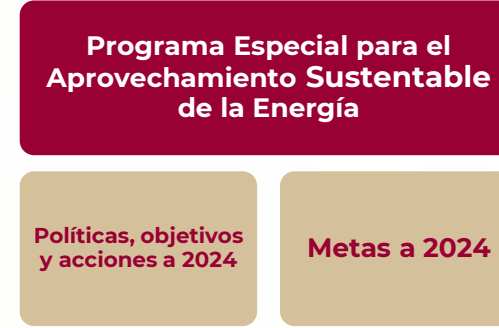 Programa Especial para el
Aprovechamiento Sustentable
de la Energía
Políticas, objetivos
y acciones a 2024
Metas a 2024